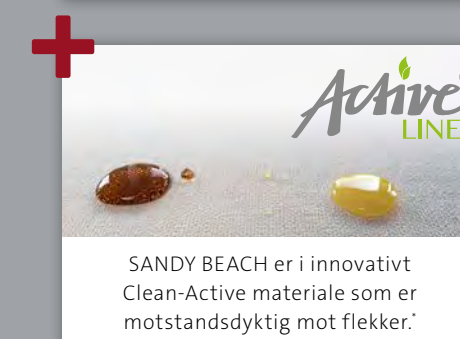 Active
LINE
SANDY BEACH er i innovativt
Clean-Active materiale som er
motstandsdyktig mot flekker.*